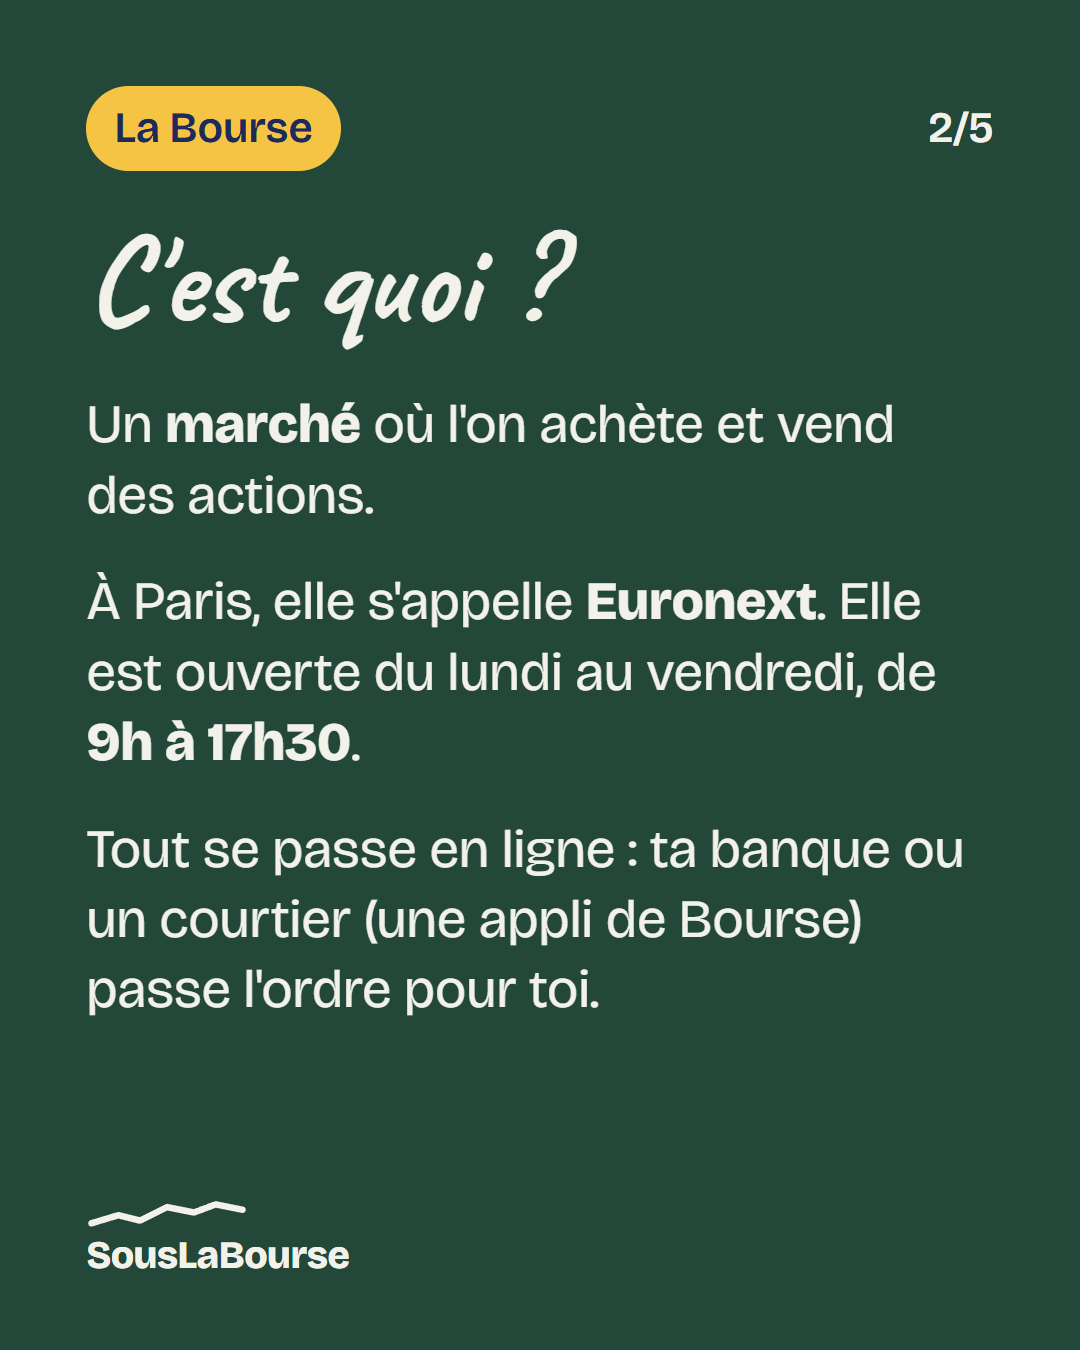 La Bourse
2/5
C'est quoi ?
Un marché où l'on achète et vend
des actions.
À Paris, elle s'appelle Euronext. Elle
est ouverte du lundi au vendredi, de
9h à 17h30.
Tout se passe en ligne : ta banque ou
un courtier (une appli de Bourse)
passe l'ordre pour toi.
SousLaBourse